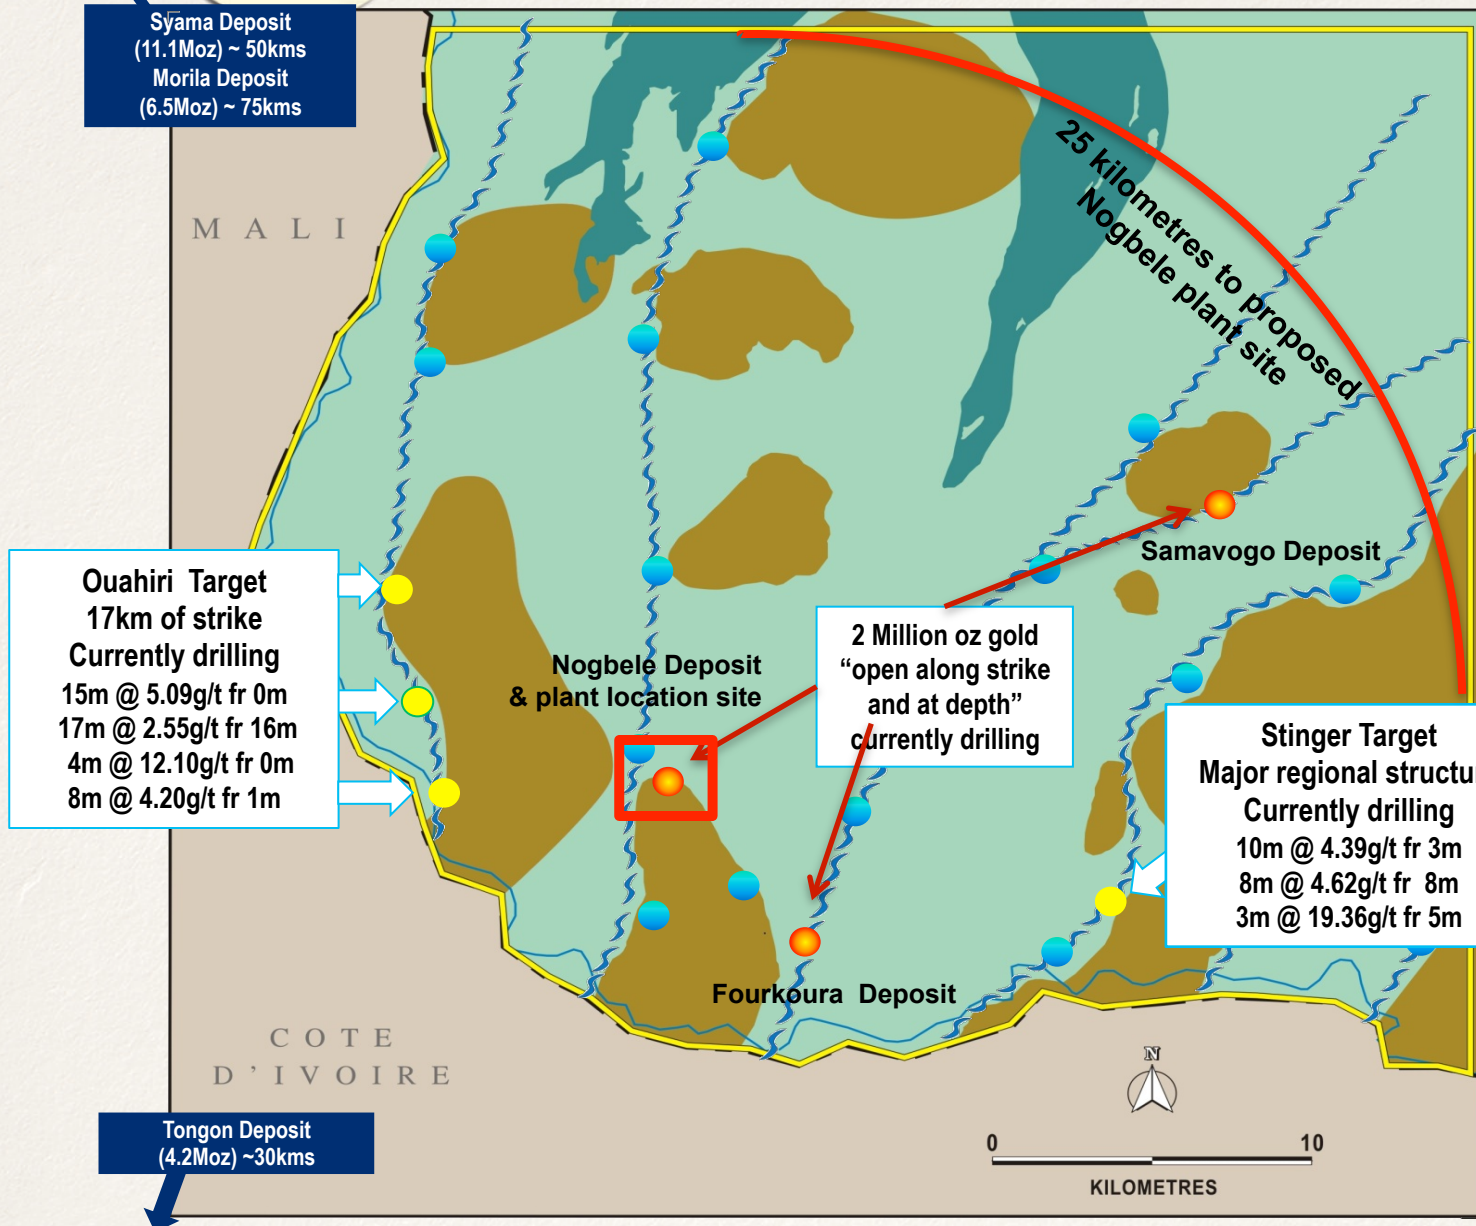 Syama Deposit
(11.1Moz) ~ 50kms
Morila Deposit
(6.5Moz) ~ 75kms
MALI
25 kilometres to proposed
Nogbele plant site
Samavogo Deposit
Ouahiri Target
17km of strike
Currently drilling
15m @ 5.09g/t fr 0m
17m @ 2.55g/t fr 16m
4m @ 12.10g/t fr 0m
8m @ 4.20g/t fr 1m
Nogbele Deposit
& plant location site
2 Million oz gold
“open along strike
and at depth”
currently drilling
Stinger Target
Major regional structu
Currently drilling
10m @ 4.39g/t fr 3m
8m @ 4.62g/t fr 8m
3m @ 19.36g/t fr 5m
Fourkoura Deposit
COTE
D'IVOIRE
N
0 10
KILOMETRES
Tongon Deposit
(4.2Moz) ~30kms